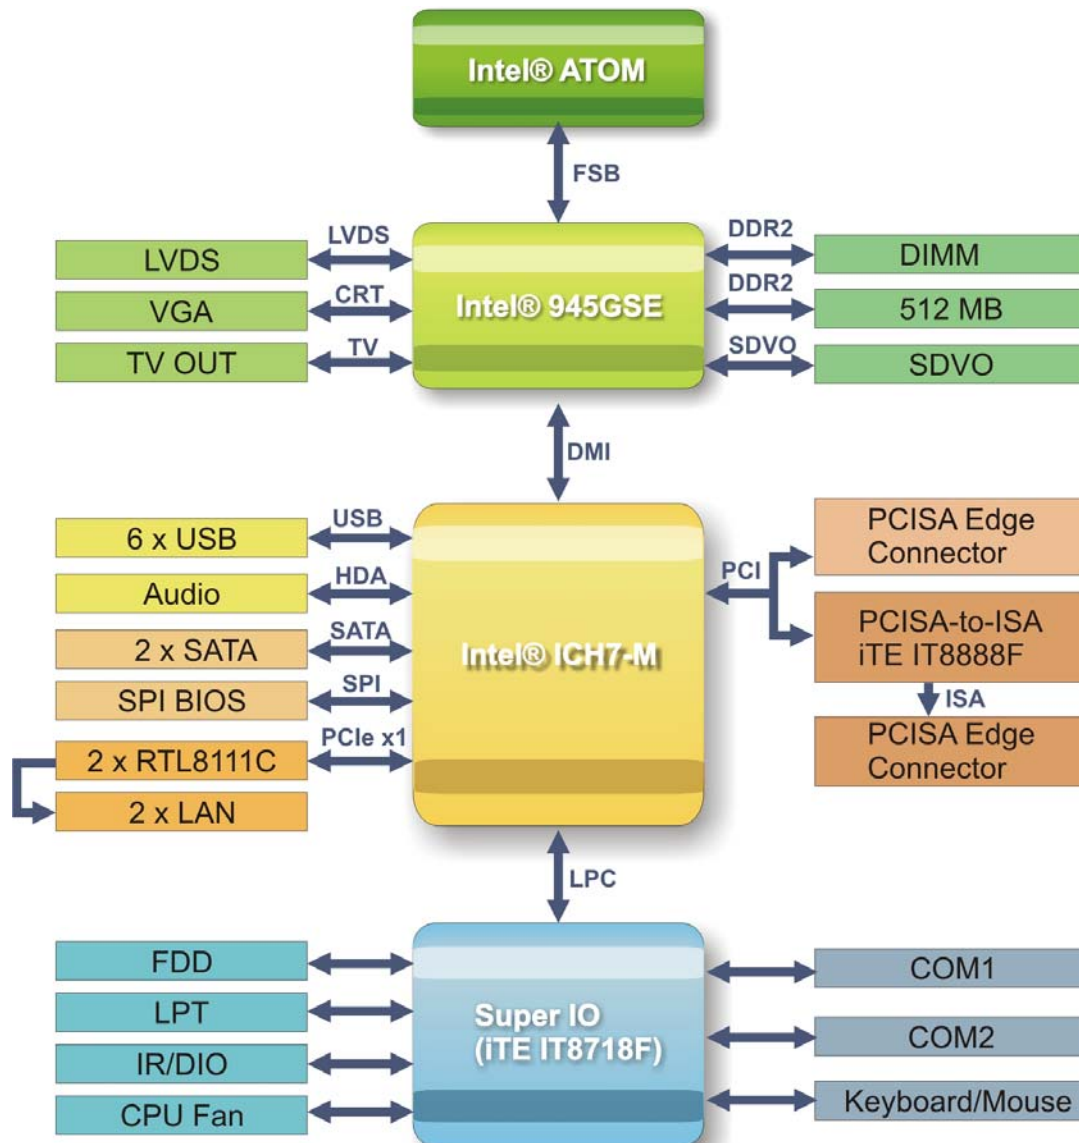 Intel® ATOM
FSB
LVDS
LVDS
DDR2
DIMM
VGA
CRT
Intel® 945GSE
DDR2
512 MB
TV OUT
TV
SDVO
SDVO
DMI
6 x USB
USB
PCISA Edge
Connector
Audio
HDA
PCI
2 x SATA
SATA
Intel® ICH7-M
PCISA-to-ISA
iTE IT8888F
SPI BIOS
SPI
ISA
2 x RTL8111C
PCIe x1
PCISA Edge
Connector
2 x LAN
LPC
FDD
COM1
LPT
Super IO
(iTE IT8718F)
COM2
IR/DIO
CPU Fan
Keyboard/Mouse